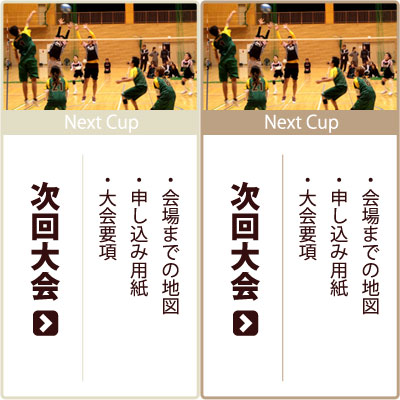 Next Cup
・会場までの地図
・申し込み用紙
・大会要項
次回大会
Next Cup
・会場までの地図
・申し込み用紙
・大会要項
次回大会